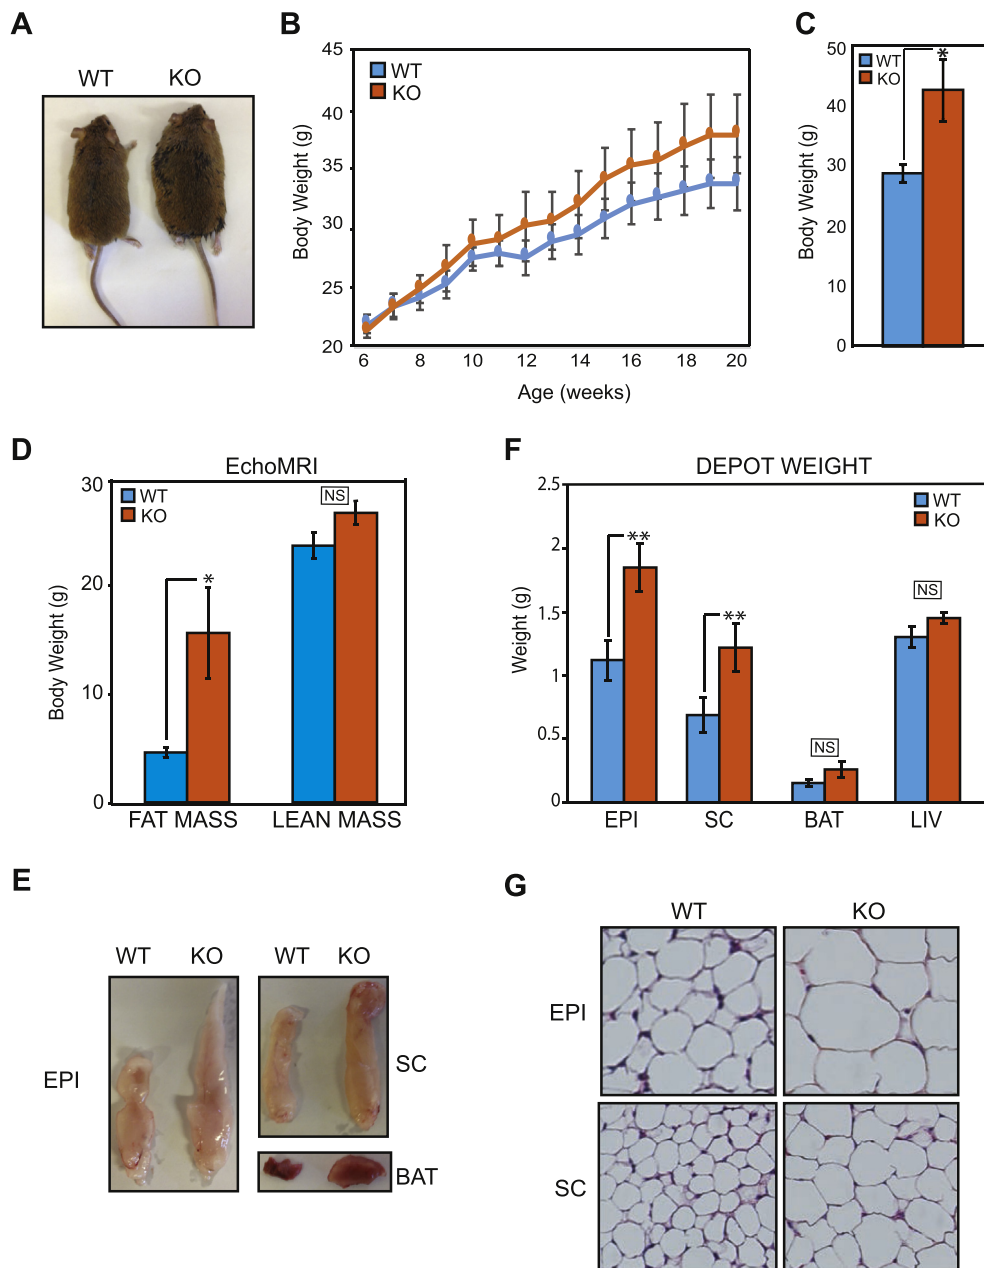 A
WT KO
B
Body Weight (g)
45
40
35
30
25
20
WT
KO
6 8 10 12 14 16 18 20
Age (weeks)
C
Body Weight (g)
50
40
30
20
10
0
WT
KO
*
D
EchoMRI
Body Weight (g)
30
20
10
0
WT
KO
*
NS
FAT MASS LEAN MASS
F
DEPOT WEIGHT
Weight (g)
2.5
2
1.5
1
0.5
0
WT
KO
**
**
NS
NS
EPI SC BAT LIV
E
WT KO
EPI
WT KO
SC
BAT
G
WT KO
EPI
SC